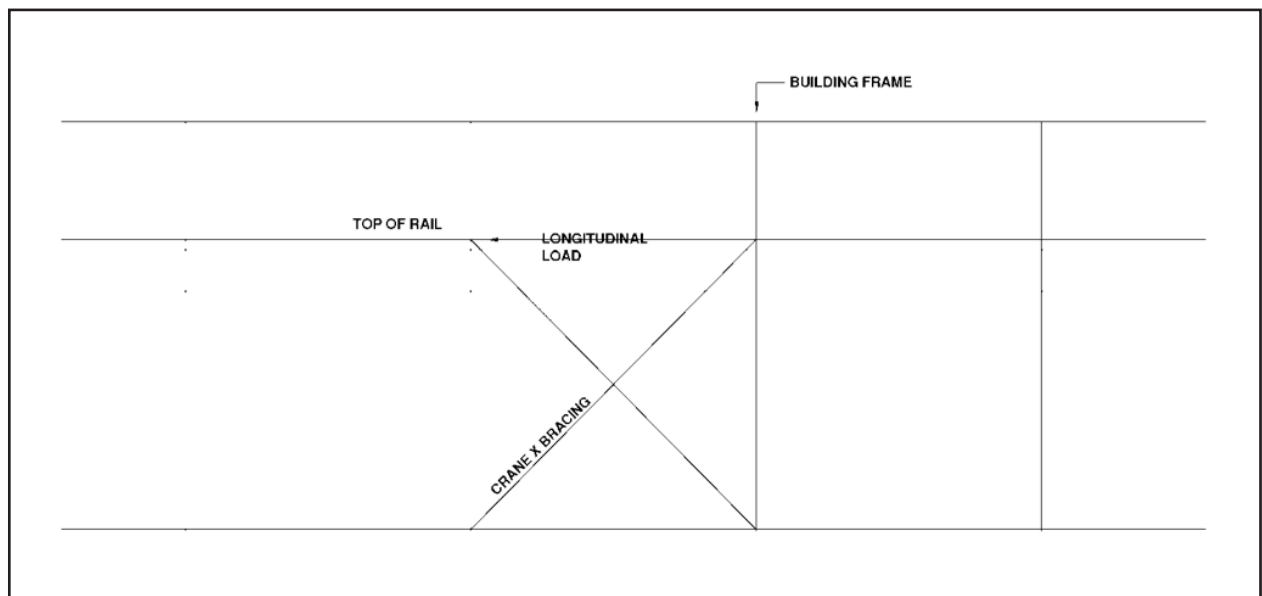 BUILDING FRAME
TOP OF RAIL
LONGITUDINAL
LOAD
CRANE X BRACING